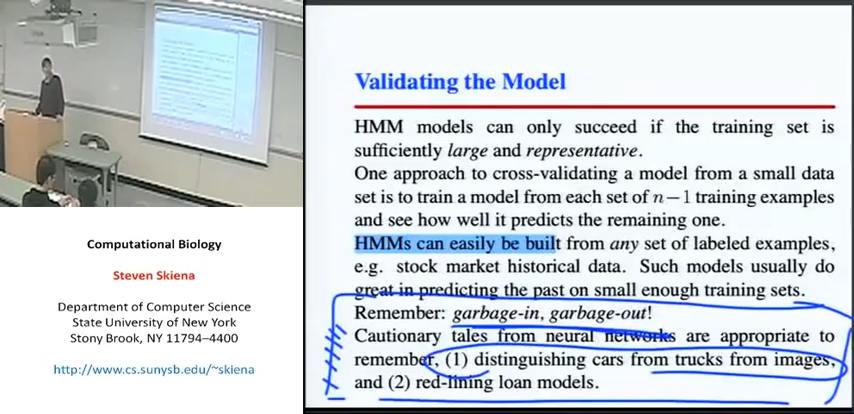 Validating the Model
HMM models can only succeed if the training set is
sufficiently large and representative.
One approach to cross-validating a model from a small data
set is to train a model from each set of n−1 training examples
and see how well it predicts the remaining one.
HMMs can easily be built from any set of labeled examples,
e.g. stock market historical data. Such models usually do
great in predicting the past on small enough training sets.
Remember: garbage-in, garbage-out!
Cautionary tales from neural networks are appropriate to
remember, (1) distinguishing cars from trucks from images,
and (2) red-lining loan models.
Computational Biology
Steven Skiena
Department of Computer Science
State University of New York
Stony Brook, NY 11794–4400
http://www.cs.sunysb.edu/~skiena